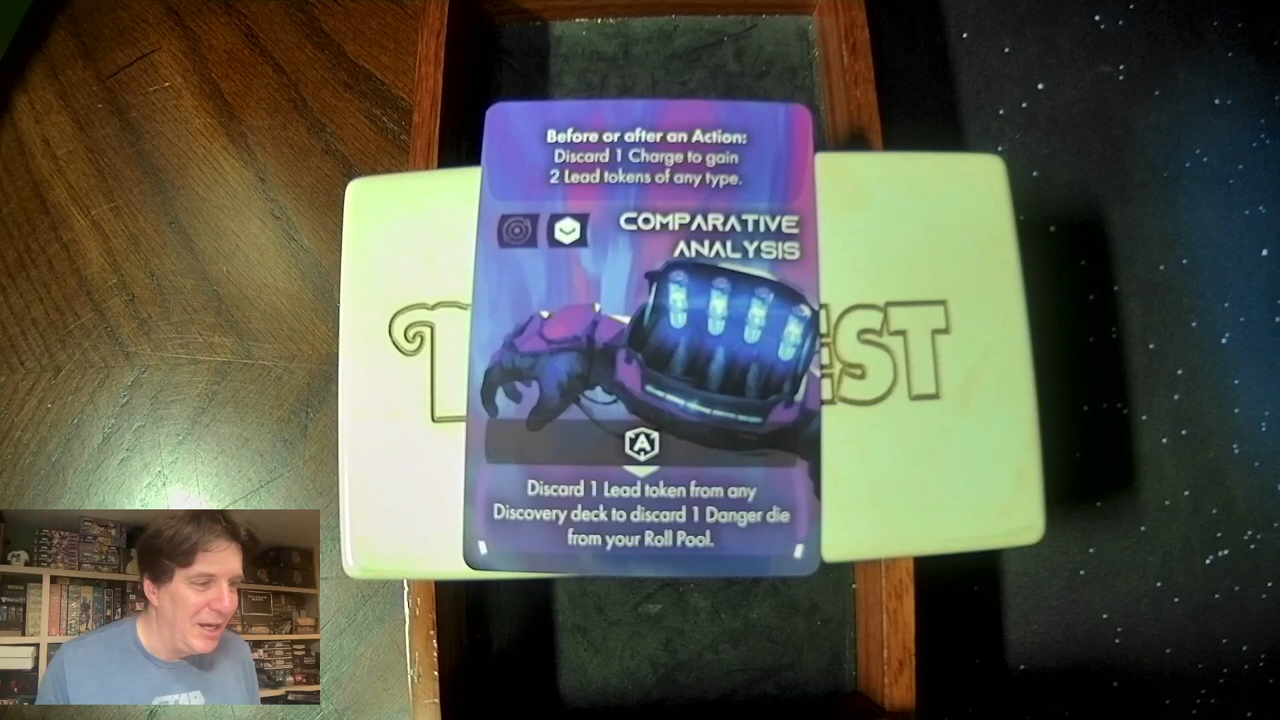 Before or after an Action:
Discard 1 Charge to gain
2 Lead tokens of any type.
COMPARATIVE
ANALYSIS
EST
A
Discard 1 Lead token from any
Discovery deck to discard 1 Danger die
from your Roll Pool.